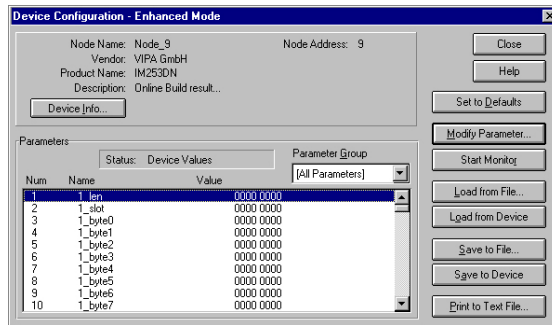 Device Configuration - Enhanced Mode
Node Name: Node_9 Node Address: 9
Vendor: VIPA GmbH
Product Name: IM253DN
Description: Online Build result...
Device Info...
Close
Help
Set to Defaults
Modify Parameter...
Start Monitor
Load from File...
Load from Device
Save to File...
Save to Device
Print to Text File...
Parameters
Status: Device Values
Parameter Group
[All Parameters]
Num Name Value
1 1_len 0000 0000
2 1_slot 0000 0000
3 1_byte0 0000 0000
4 1_byte1 0000 0000
5 1_byte2 0000 0000
6 1_byte3 0000 0000
7 1_byte4 0000 0000
8 1_byte5 0000 0000
9 1_byte6 0000 0000
10 1_byte7 0000 0000